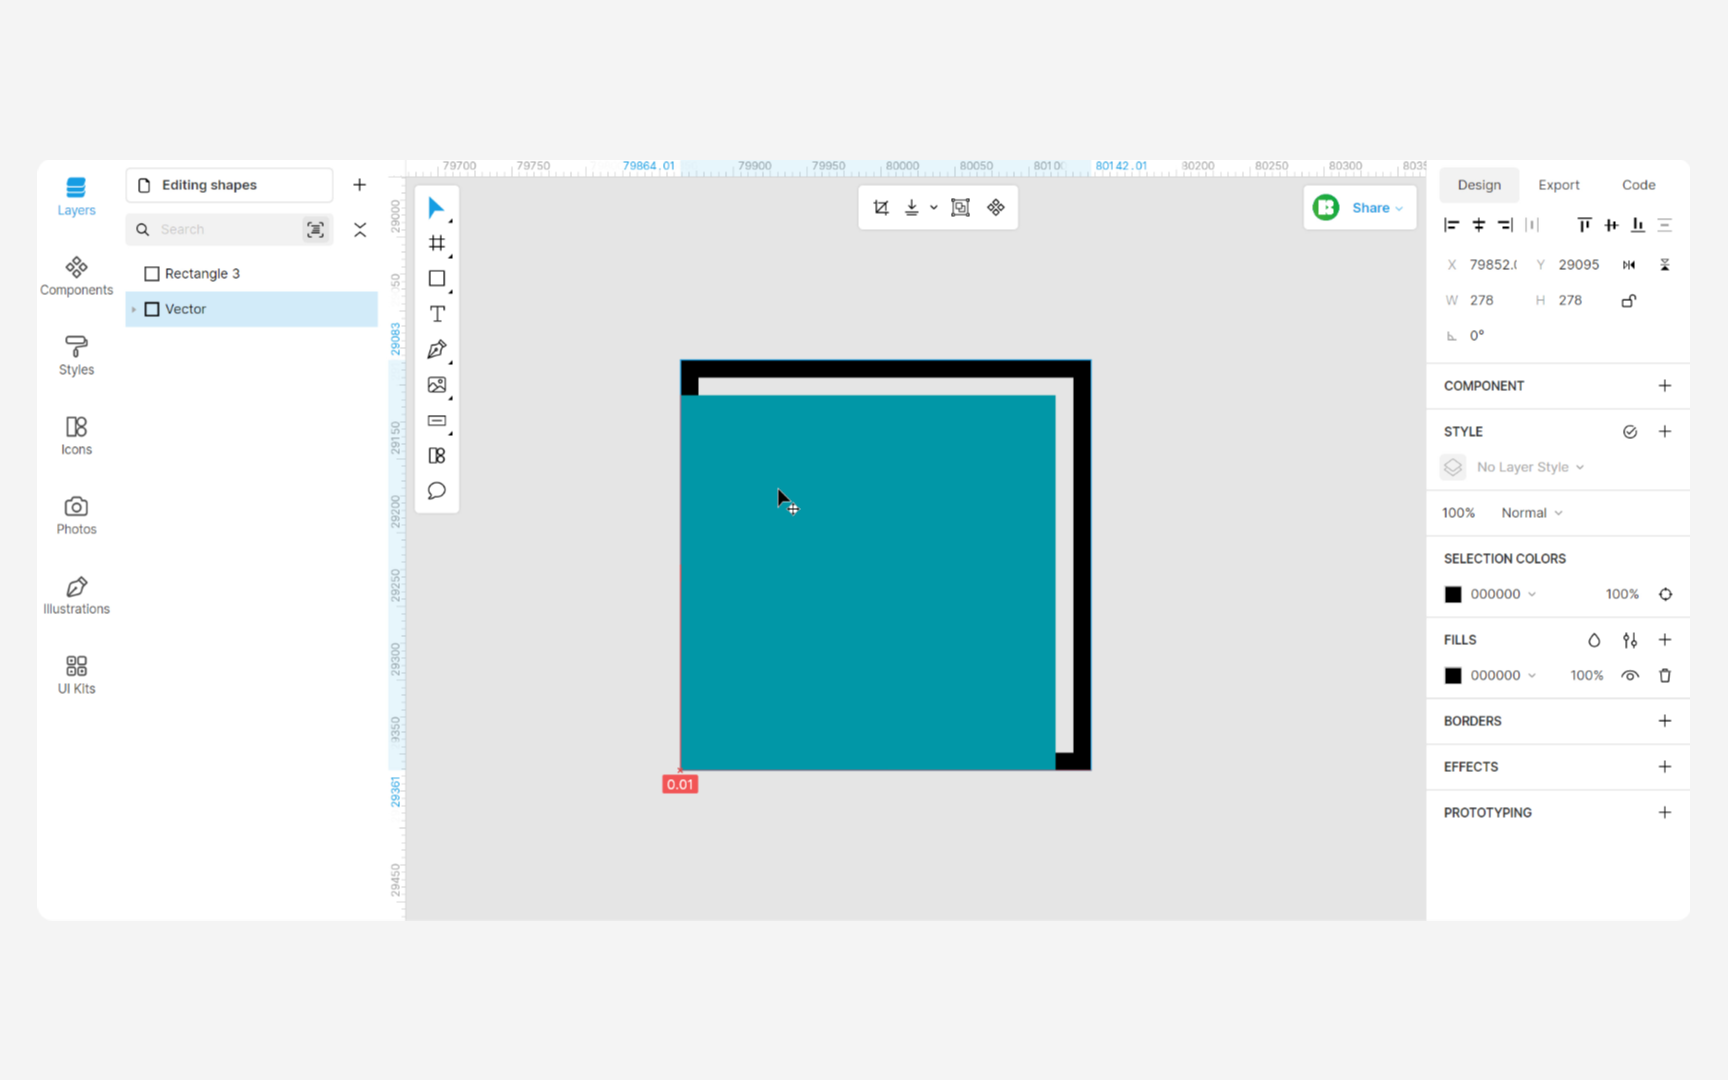 Layers
Components
Styles
Icons
Photos
Illustrations
UI Kits
Editing shapes
Search
Rectangle 3
Vector
79700 79750 79864.01 79900 79950 80000 80050 8010 80142.01 80200 80250 80300
29000
29083
29150
29200
29250
29300
29361
29450
T
Share
0.01
Design Export Code
X 79852.0 Y 29095
W 278 H 278
0°
COMPONENT
STYLE
No Layer Style
100% Normal
SELECTION COLORS
000000 100%
FILLS
000000 100%
BORDERS
EFFECTS
PROTOTYPING